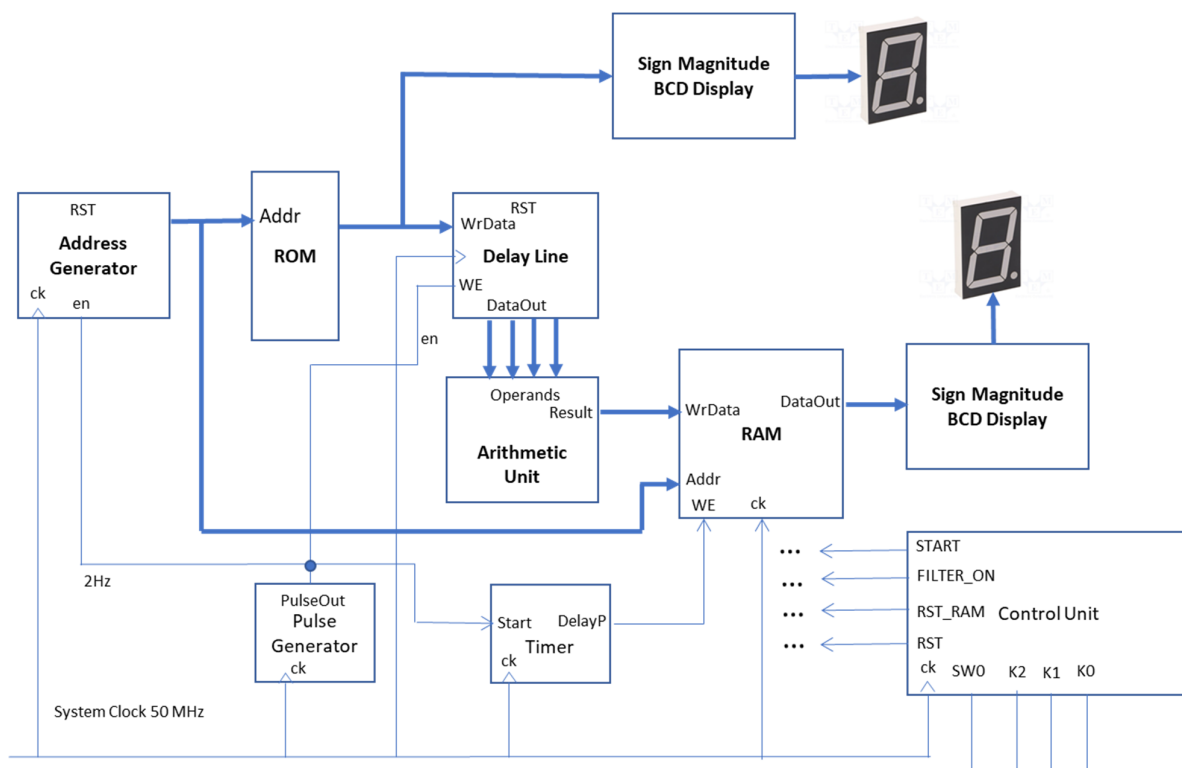 Sign Magnitude
BCD Display
RST
Address
Generator
ck
en
Addr
ROM
RST
WrData
Delay Line
WE
DataOut
en
Operands
Result
Arithmetic
Unit
WrData
DataOut
RAM
Addr
WE
ck
Sign Magnitude
BCD Display
2Hz
PulseOut
Pulse
Generator
ck
Start
DelayP
Timer
ck
...
START
...
FILTER_ON
...
RST_RAM
Control Unit
...
RST
ck
SW0
K2
K1
K0
System Clock 50 MHz